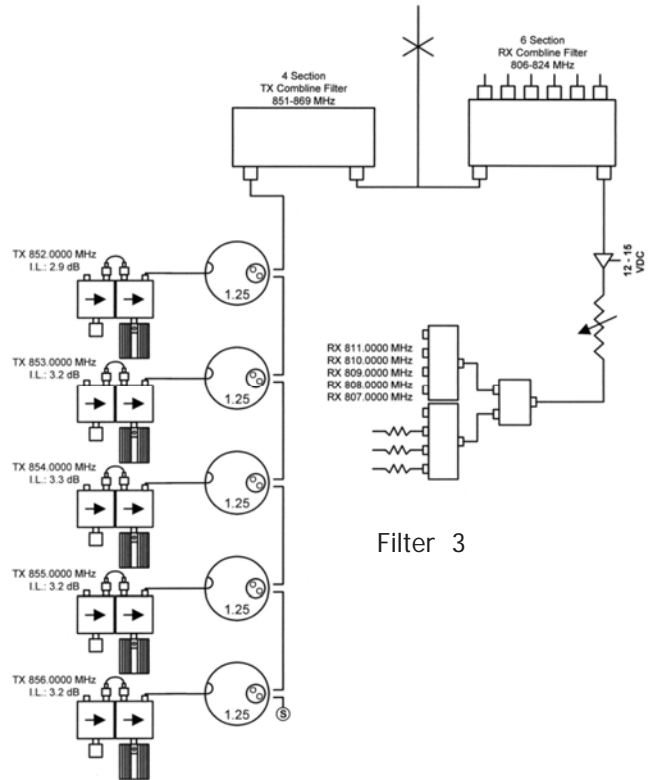 4 Section
TX Combline Filter
851-869 MHz
6 Section
RX Combline Filter
806-824 MHz
12 - 15
VDC
TX 852.0000 MHz
I.L.: 2.9 dB
1.25
TX 853.0000 MHz
I.L.: 3.2 dB
1.25
TX 854.0000 MHz
I.L.: 3.3 dB
1.25
TX 855.0000 MHz
I.L.: 3.2 dB
1.25
TX 856.0000 MHz
I.L.: 3.2 dB
1.25
S
RX 811.0000 MHz
RX 810.0000 MHz
RX 809.0000 MHz
RX 808.0000 MHz
RX 807.0000 MHz
Filter 3